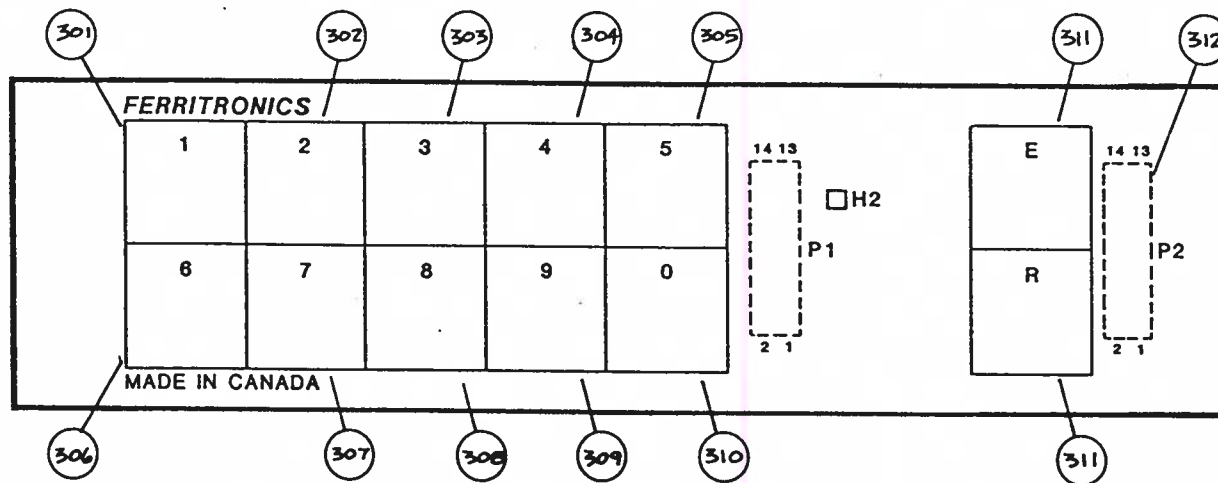 301 302 303 304 305 311 312
FERRITRONICS
1 2 3 4 5 E
14 13 14 13
H2
P1 P2
6 7 8 9 0 R
2 1 2 1
MADE IN CANADA
306 307 308 309 310 311